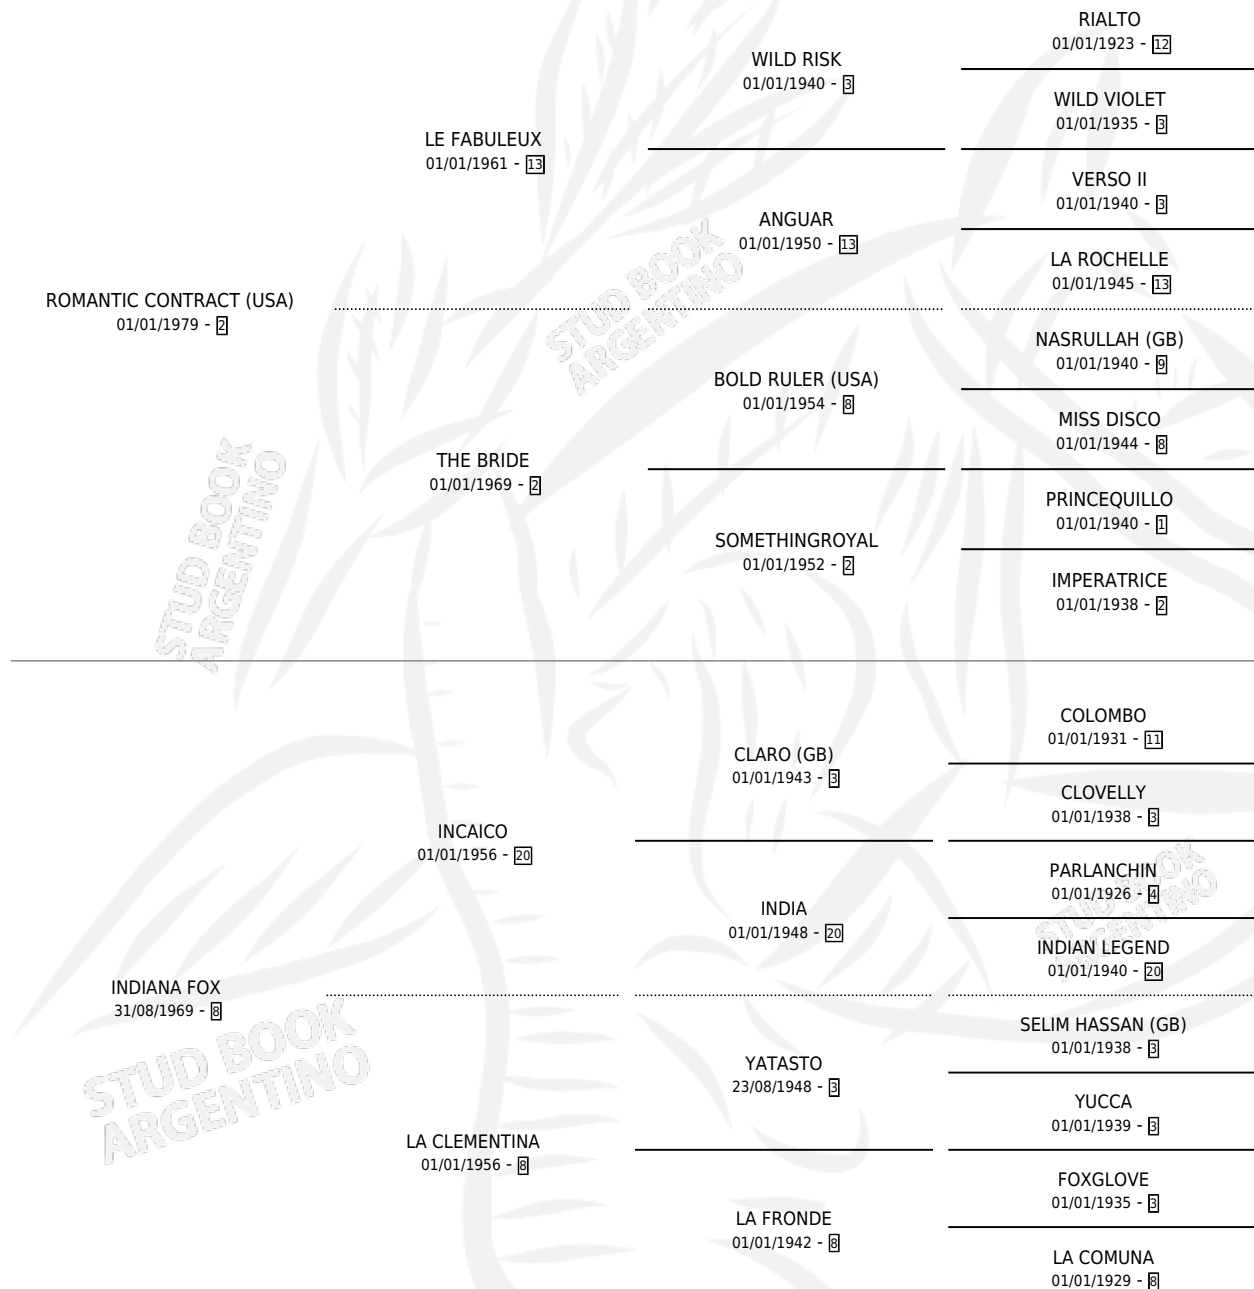 RIALTO
01/01/1923 - 12
WILD RISK
01/01/1940 - 3
WILD VIOLET
01/01/1935 - 3
LE FABULEUX
01/01/1961 - 13
VERSO II
01/01/1940 - 3
ANGUAR
01/01/1950 - 13
LA ROCHELLE
01/01/1945 - 13
ROMANTIC CONTRACT (USA)
01/01/1979 - 2
NASRULLAH (GB)
01/01/1940 - 9
BOLD RULER (USA)
01/01/1954 - 8
MISS DISCO
01/01/1944 - 8
THE BRIDE
01/01/1969 - 2
PRINCEQUILLO
01/01/1940 - 1
SOMETHINGROYAL
01/01/1952 - 2
IMPERATRICE
01/01/1938 - 2
COLOMBO
01/01/1931 - 11
CLARO (GB)
01/01/1943 - 3
CLOVELLY
01/01/1938 - 3
INCAICO
01/01/1956 - 20
PARLANCHIN
01/01/1926 - 4
INDIA
01/01/1948 - 20
INDIAN LEGEND
01/01/1940 - 20
INDIANA FOX
31/08/1969 - 8
SELIM HASSAN (GB)
01/01/1938 - 3
YATASTO
23/08/1948 - 3
YUCCA
01/01/1939 - 3
LA CLEMENTINA
01/01/1956 - 8
FOXGLOVE
01/01/1935 - 3
LA FRONDE
01/01/1942 - 8
LA COMUNA
01/01/1929 - 8
STUD BOOK
ARGENTINO
STUD BOOK
ARGENTINO
STUD BOOK
ARGENTINO
STUD BOOK
ARGENTINO